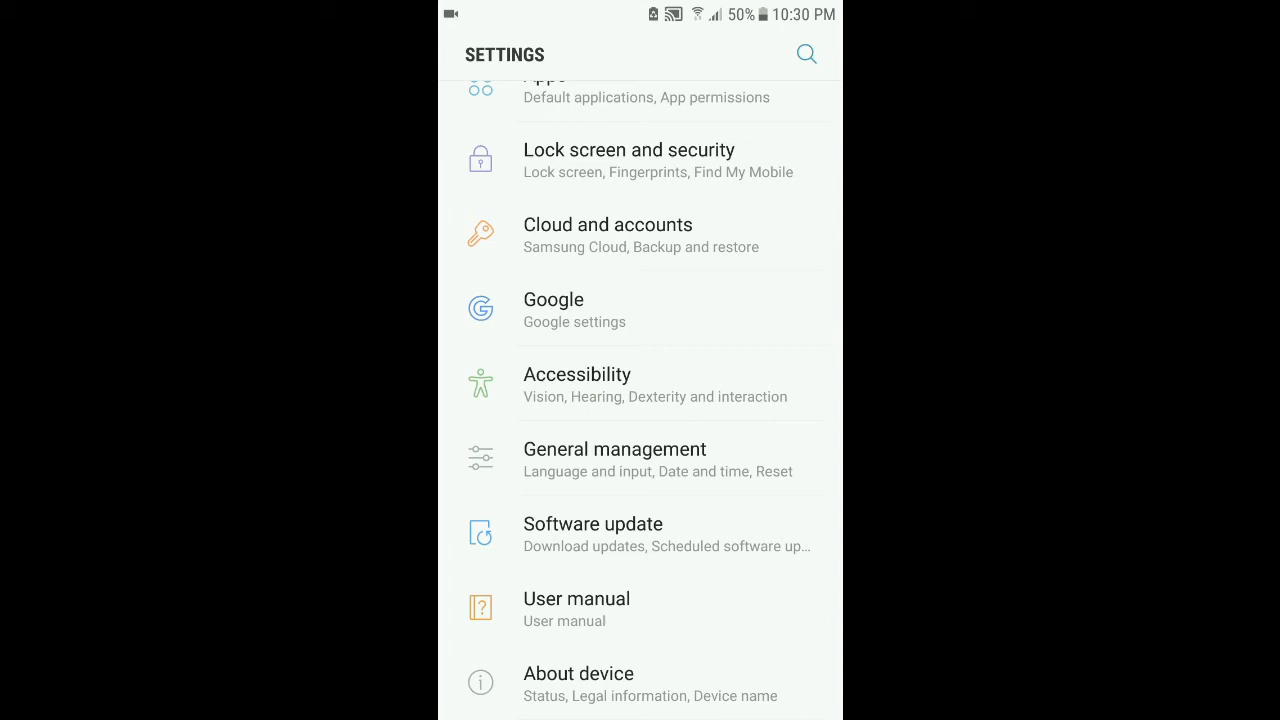 50% 10:30 PM
SETTINGS
Apps
Default applications, App permissions
Lock screen and security
Lock screen, Fingerprints, Find My Mobile
Cloud and accounts
Samsung Cloud, Backup and restore
Google
Google settings
Accessibility
Vision, Hearing, Dexterity and interaction
General management
Language and input, Date and time, Reset
Software update
Download updates, Scheduled software up...
User manual
User manual
About device
Status, Legal information, Device name